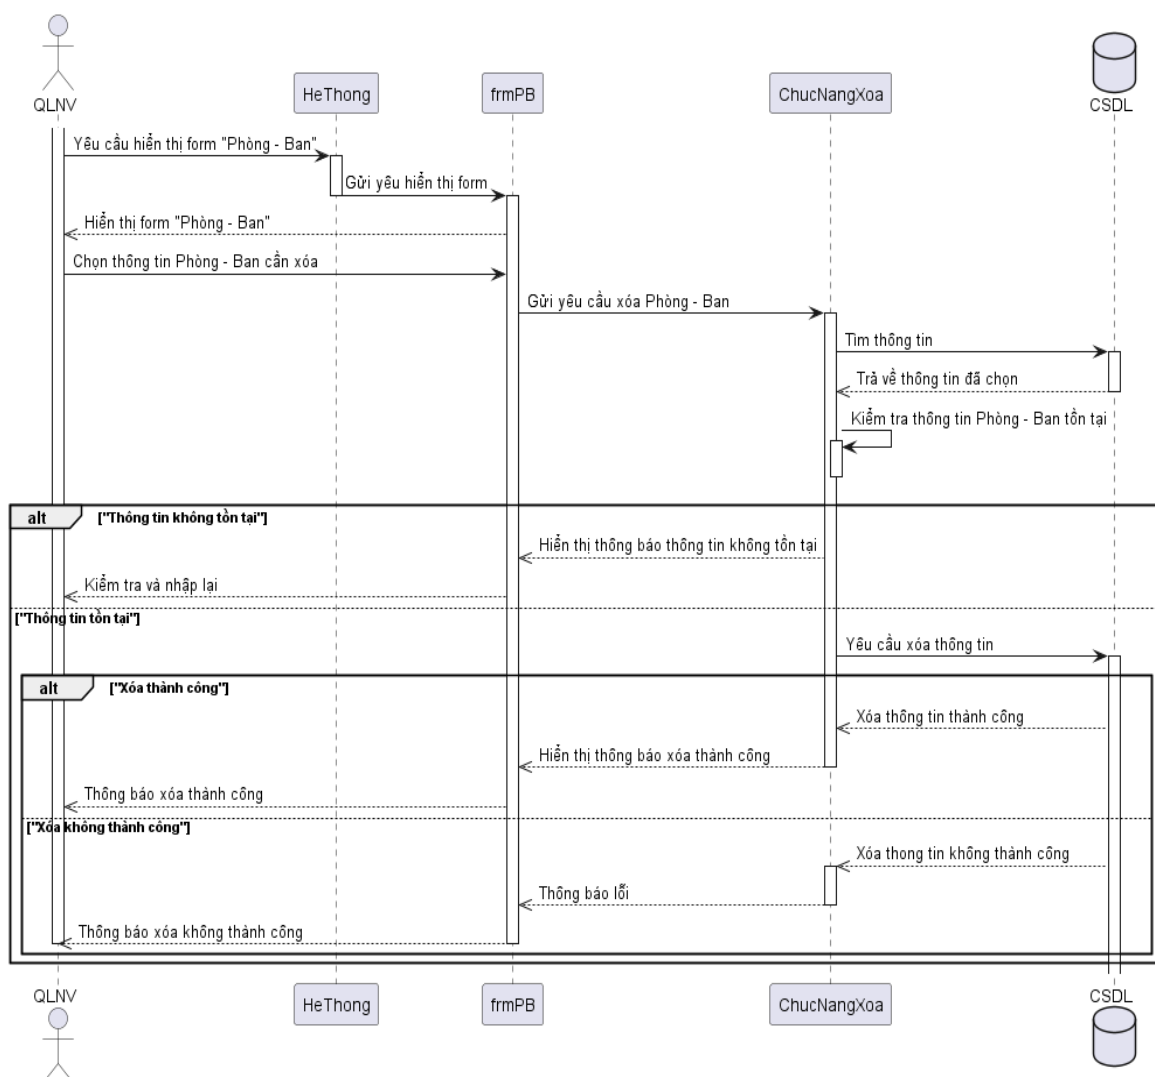 QLNV
HeThong
frmPB
ChucNangXoa
CSDL
Yêu cầu hiển thị form "Phòng - Ban"
Gửi yêu hiển thị form
Hiển thị form "Phòng - Ban"
Chọn thông tin Phòng - Ban cần xóa
Gửi yêu cầu xóa Phòng - Ban
Tìm thông tin
Trả về thông tin đã chọn
Kiểm tra thông tin Phòng - Ban tồn tại
alt
["Thông tin không tồn tại"]
Hiển thị thông báo thông tin không tồn tại
Kiểm tra và nhập lại
["Thông tin tồn tại"]
Yêu cầu xóa thông tin
alt
["Xóa thành công"]
Xóa thông tin thành công
Hiển thị thông báo xóa thành công
Thông báo xóa thành công
["Xóa không thành công"]
Xóa thong tin không thành công
Thông báo lỗi
Thông báo xóa không thành công
QLNV
HeThong
frmPB
ChucNangXoa
CSDL